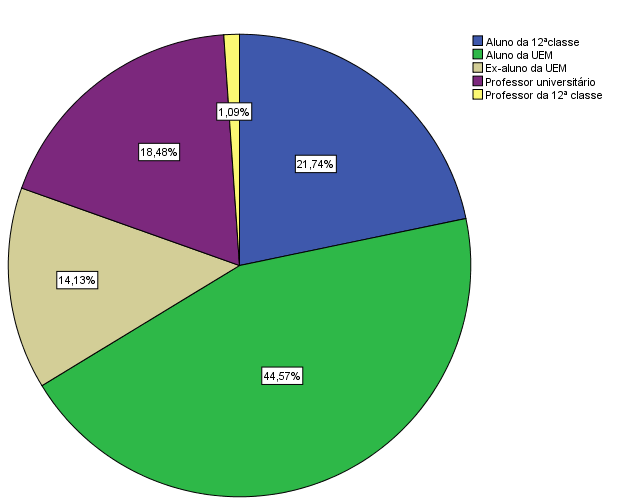 Aluno da 12ªclasse
Aluno da UEM
Ex-aluno da UEM
Professor universitário
Professor da 12ª classe
1,09%
18,48%
21,74%
14,13%
44,57%